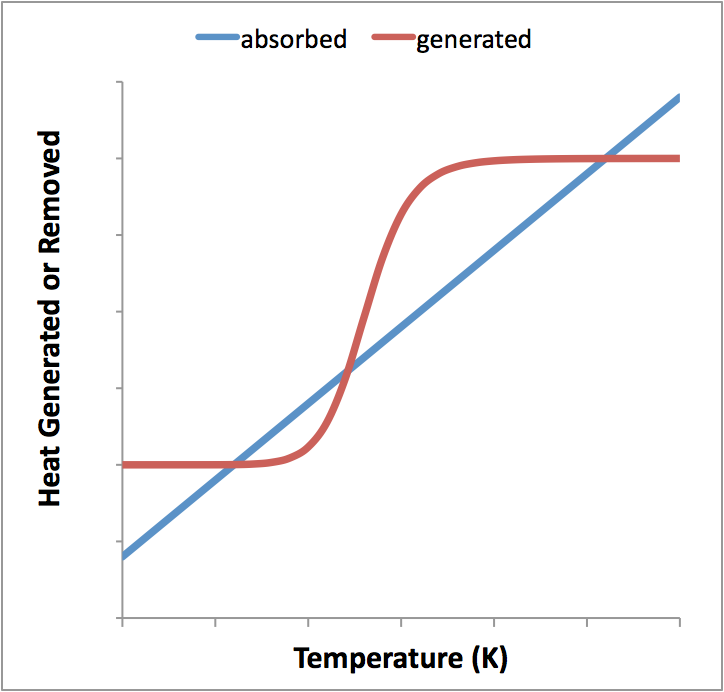 absorbed generated
Heat Generated or Removed
Temperature (K)